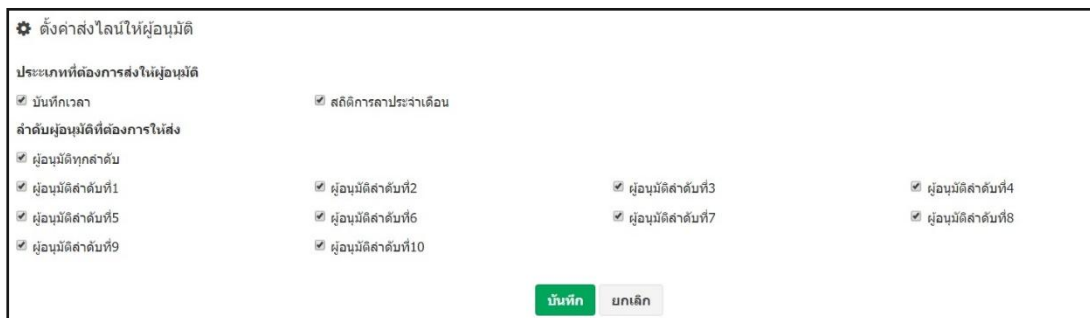 ตั้งค่าส่งไลน์ให้ผู้อนุมัติ
ประะเภทที่ต้องการส่งให้ผู้อนุมัติ
บันทึกเวลา สถิติการลาประจำเดือน
ลำดับผู้อนุมัติที่ต้องการให้ส่ง
ผู้อนุมัติทุกลำดับ
ผู้อนุมัติลำดับที่1 ผู้อนุมัติลำดับที่2 ผู้อนุมัติลำดับที่3 ผู้อนุมัติลำดับที่4
ผู้อนุมัติลำดับที่5 ผู้อนุมัติลำดับที่6 ผู้อนุมัติลำดับที่7 ผู้อนุมัติลำดับที่8
ผู้อนุมัติลำดับที่9 ผู้อนุมัติลำดับที่10
บันทึก ยกเลิก